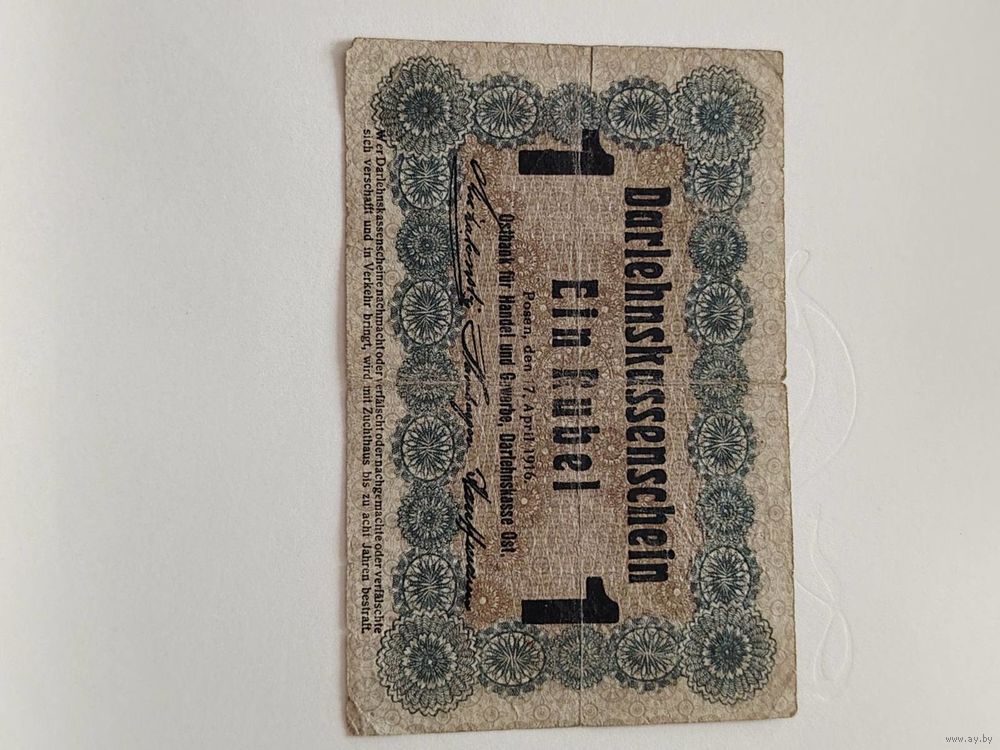 Darlehnskassenschein
1 Ein Rubel 1
Posen, den 7. April 1916.
Ostbank für Handel und Gewerbe, Darlehnskasse Ost.
Wer Darlehnskassenscheine nachmacht oder verfälscht oder nachgemachte oder verfälschte
sich verschafft und in Verkehr bringt, wird mit Zuchthaus bis zu acht Jahren bestraft.
www.ay.by